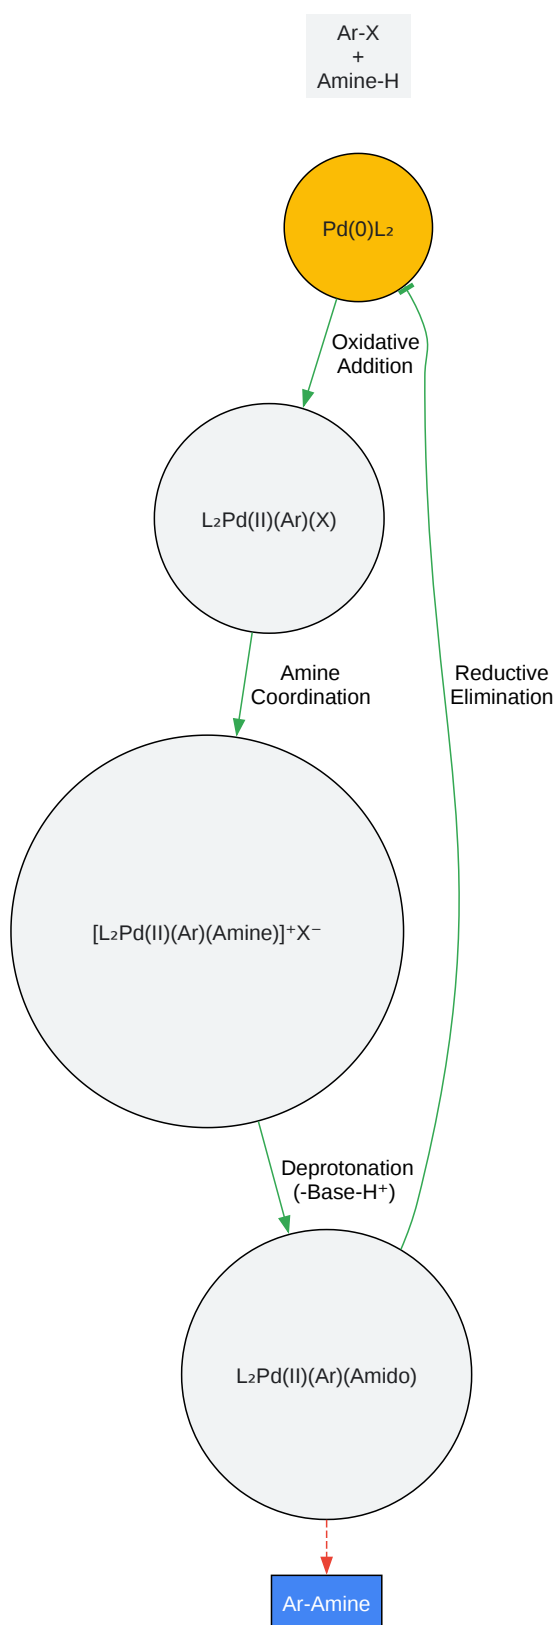 Ar-X
+
Amine-H
Pd(0)L₂
Oxidative
Addition
L₂Pd(II)(Ar)(X)
Amine
Coordination
Reductive
Elimination
[L₂Pd(II)(Ar)(Amine)]⁺X⁻
Deprotonation
(-Base-H⁺)
L₂Pd(II)(Ar)(Amido)
Ar-Amine